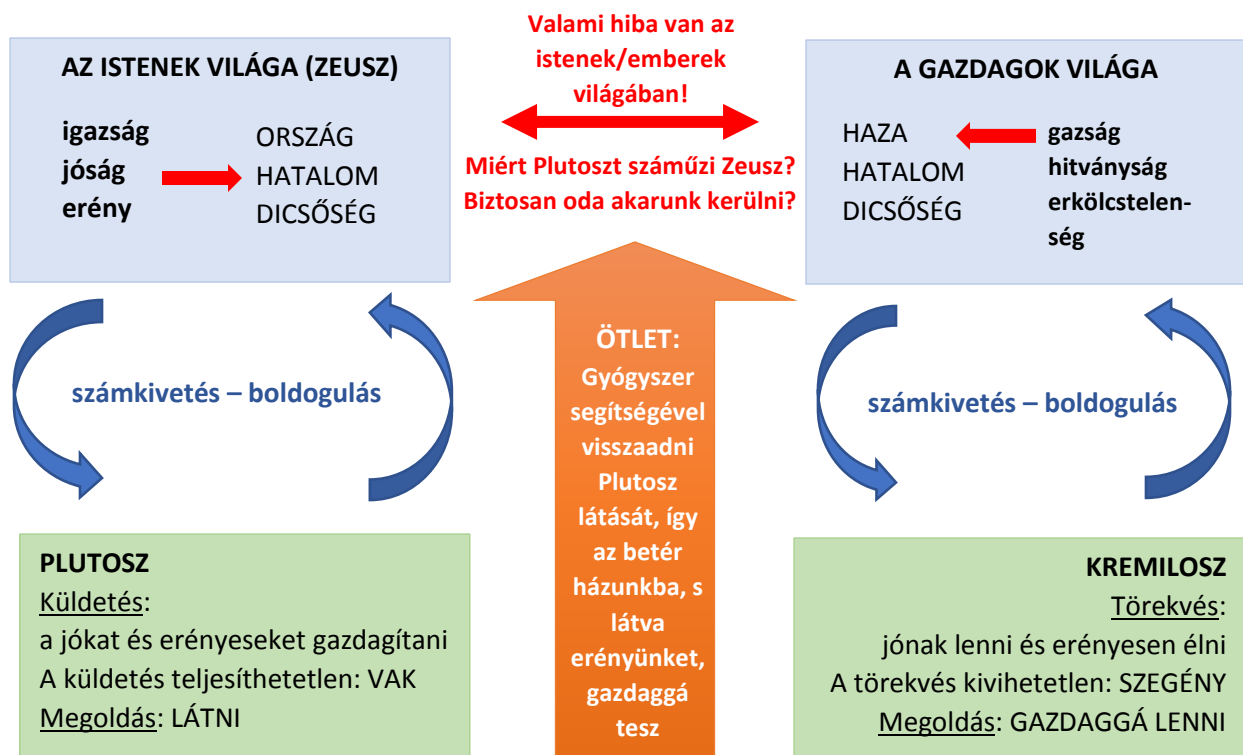 AZ ISTENEK VILÁGA (ZEUSZ)
igazság
jóság
erény
ORSZÁG
HATALOM
DICSŐSÉG
Valami hiba van az
istenek/emberek
világában!
Miért Plutoszt száműzi Zeusz?
Biztosan oda akarunk kerülni?
A GAZDAGOK VILÁGA
HAZA
HATALOM
DICSŐSÉG
gazság
hitványság
erkölcstelen-
ség
számkivetés – boldogulás
ÖTLET:
Gyógyszer
segítségével
visszaadni
Plutosz
látását, így
az betér
házunkba, s
látva
erényünket,
gazdaggá
tesz
számkivetés – boldogulás
PLUTOSZ
Küldetés:
a jókat és erényeseket gazdagítani
A küldetés teljesíthetetlen: VAK
Megoldás: LÁTNI
KREMILOSZ
Törekvés:
jónak lenni és erényesen élni
A törekvés kivihetetlen: SZEGÉNY
Megoldás: GAZDAGGÁ LENNI